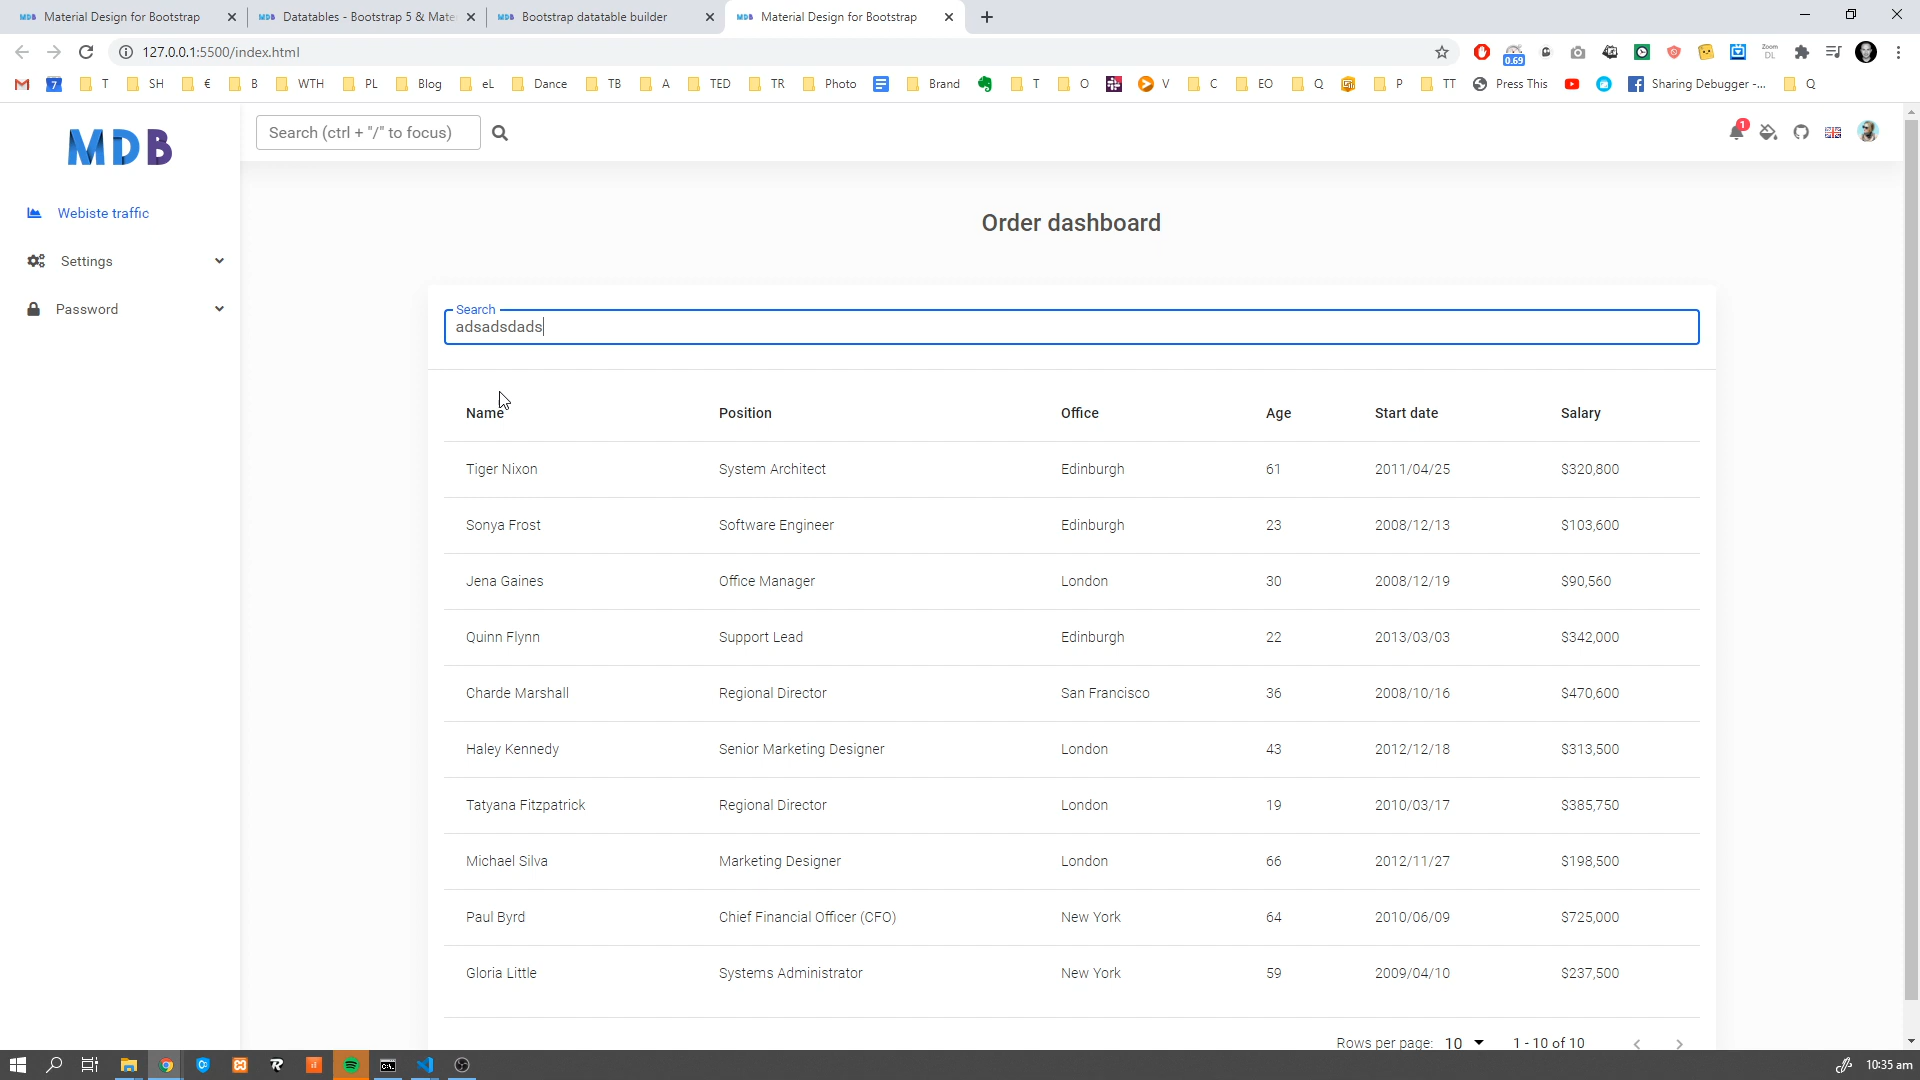 Material Design for Bootstrap
Datatables - Bootstrap 5 & Mate
Bootstrap datatable builder
Material Design for Bootstrap
127.0.0.1:5500/index.html
0.69
Zoom
DL
7
T
SH
€
B
WTH
PL
Blog
eL
Dance
TB
A
TED
TR
Photo
Brand
T
O
V
C
EO
Q
P
TT
Press This
Sharing Debugger -...
Q
MDB
Search (ctrl + "/" to focus)
1
Webiste traffic
Settings
Password
Order dashboard
Search
adsadsdads
Name Position Office Age Start date Salary
Tiger Nixon System Architect Edinburgh 61 2011/04/25 $320,800
Sonya Frost Software Engineer Edinburgh 23 2008/12/13 $103,600
Jena Gaines Office Manager London 30 2008/12/19 $90,560
Quinn Flynn Support Lead Edinburgh 22 2013/03/03 $342,000
Charde Marshall Regional Director San Francisco 36 2008/10/16 $470,600
Haley Kennedy Senior Marketing Designer London 43 2012/12/18 $313,500
Tatyana Fitzpatrick Regional Director London 19 2010/03/17 $385,750
Michael Silva Marketing Designer London 66 2012/11/27 $198,500
Paul Byrd Chief Financial Officer (CFO) New York 64 2010/06/09 $725,000
Gloria Little Systems Administrator New York 59 2009/04/10 $237,500
Rows per page: 10 1 - 10 of 10
10:35 am